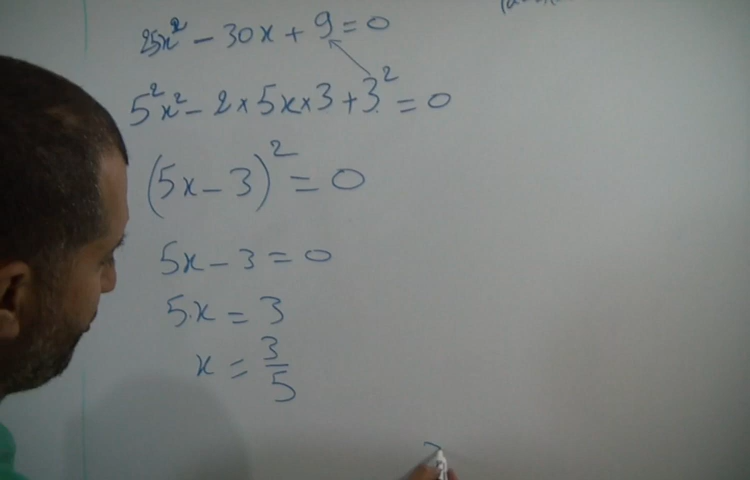 25x² - 30x + 9 = 0
5²x² - 2 × 5x × 3 + 3² = 0
(5x - 3)² = 0
5x - 3 = 0
5x = 3
x = 3/5